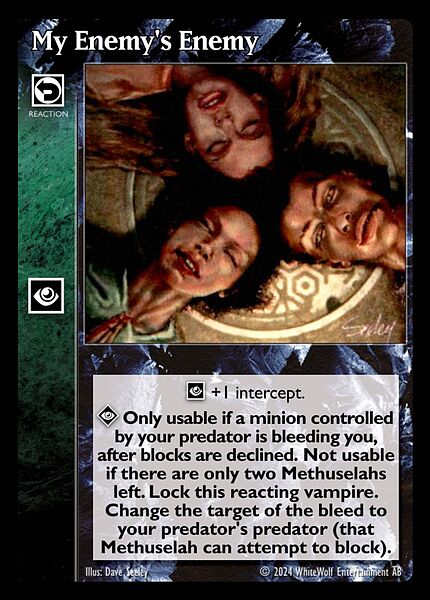 My Enemy's Enemy
REACTION
Seeley
+1 intercept.
Only usable if a minion controlled
by your predator is bleeding you,
after blocks are declined. Not usable
if there are only two Methuselahs
left. Lock this reacting vampire.
Change the target of the bleed to
your predator's predator (that
Methuselah can attempt to block).
Illus: Dave Seeley
© 2024 WhiteWolf Entertainment AB